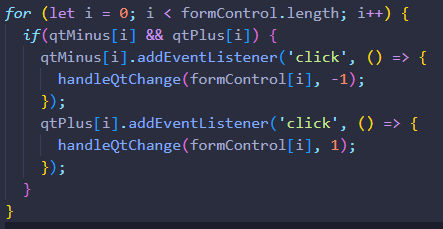 for (let i = 0; i < formControl.length; i++) {
  if(qtMinus[i] && qtPlus[i]) {
    qtMinus[i].addEventListener('click', () => {
      handleQtChange(formControl[i], -1);
    });
    qtPlus[i].addEventListener('click', () => {
      handleQtChange(formControl[i], 1);
    });
  }
}